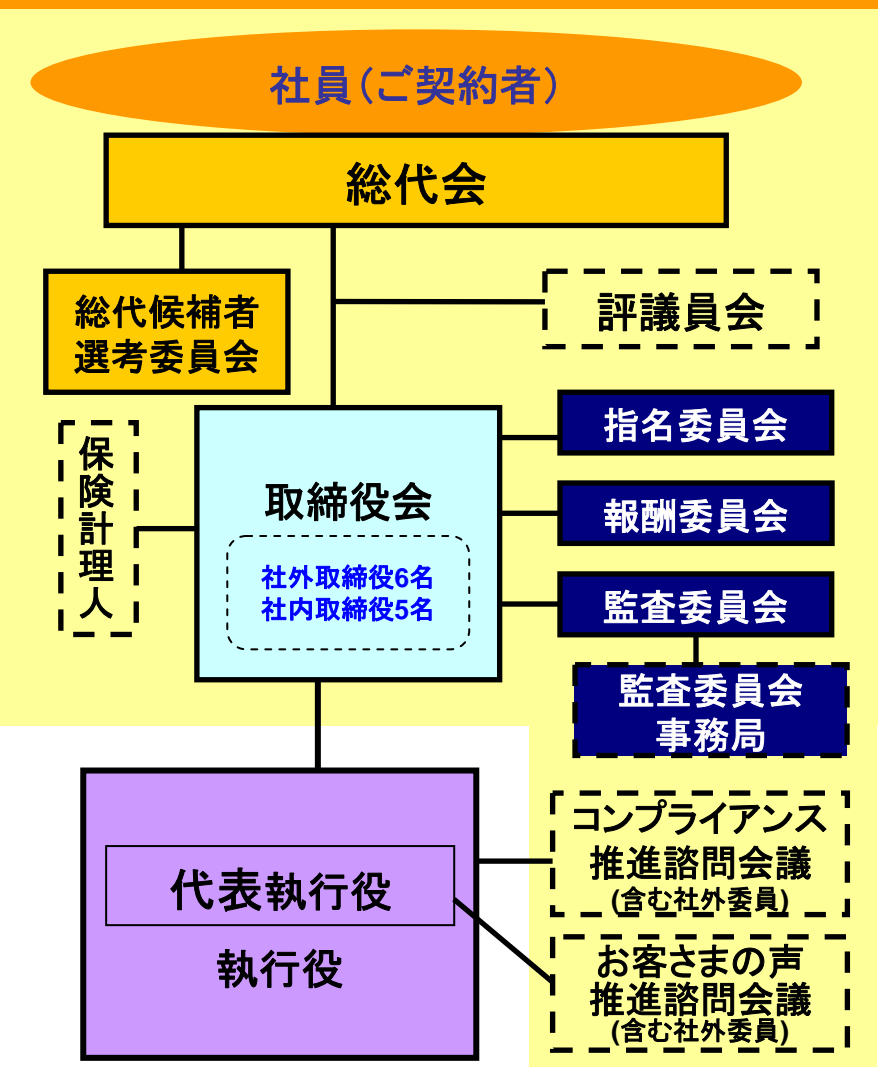 社員(ご契約者)
総代会
総代候補者
選考委員会
評議員会
指名委員会
保険計理人
取締役会
社外取締役6名
社内取締役5名
報酬委員会
監査委員会
監査委員会
事務局
代表執行役
執行役
コンプライアンス
推進諮問会議
(含む社外委員)
お客さまの声
推進諮問会議
(含む社外委員)